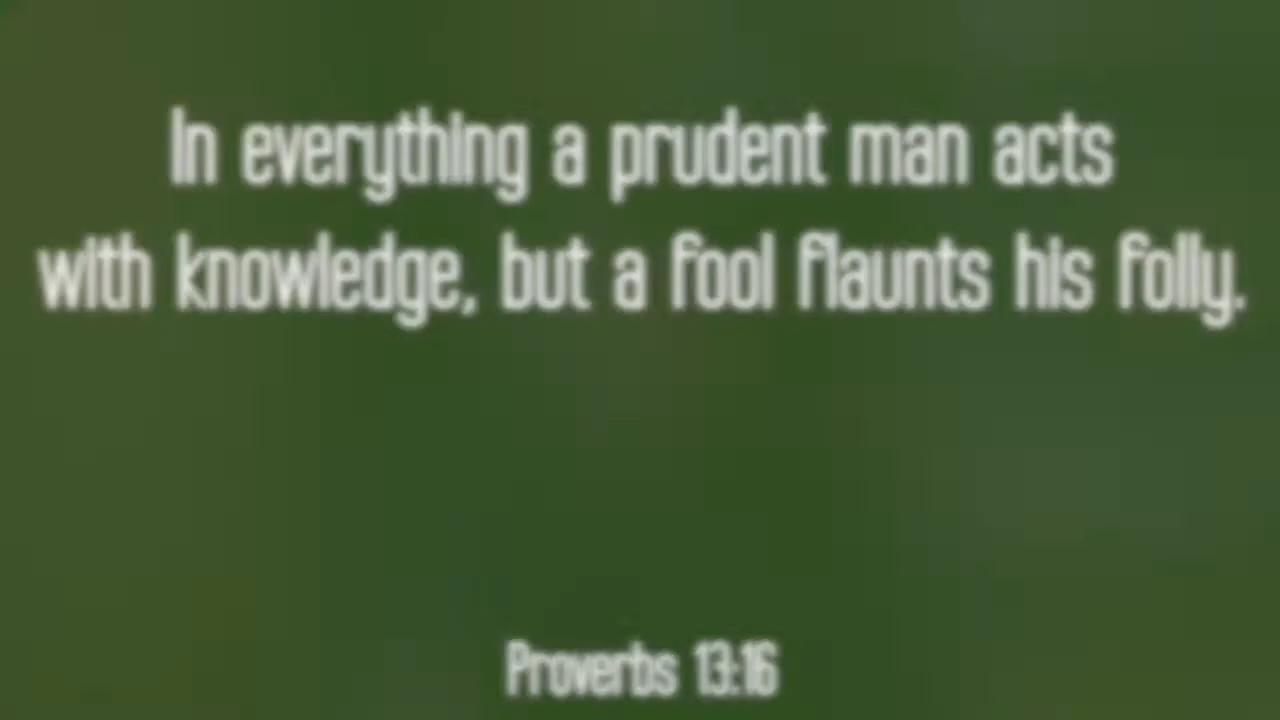 In everything a prudent man acts
with knowledge, but a fool flaunts his folly.
Proverbs 13:16